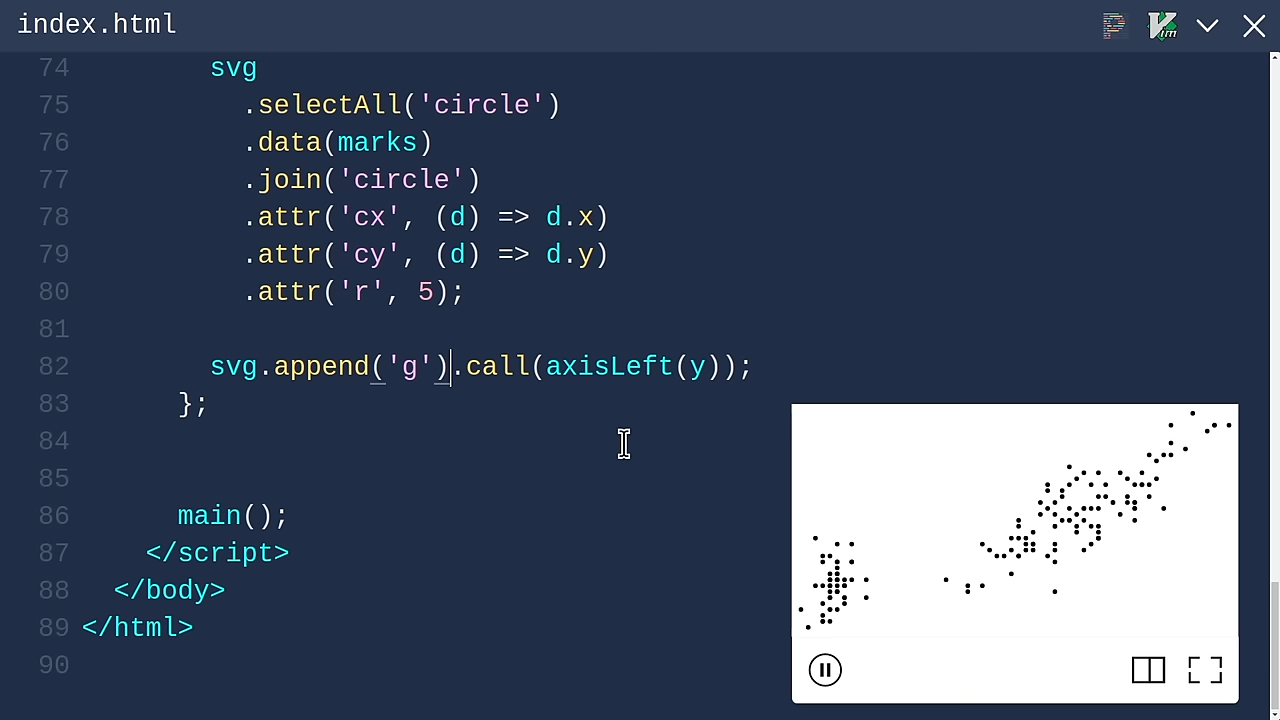 index.html
Vim
74 svg
75 .selectAll('circle')
76 .data(marks)
77 .join('circle')
78 .attr('cx', (d) => d.x)
79 .attr('cy', (d) => d.y)
80 .attr('r', 5);
81
82 svg.append('g').call(axisLeft(y));
83 };
84
85
86 main();
87 </script>
88 </body>
89 </html>
90